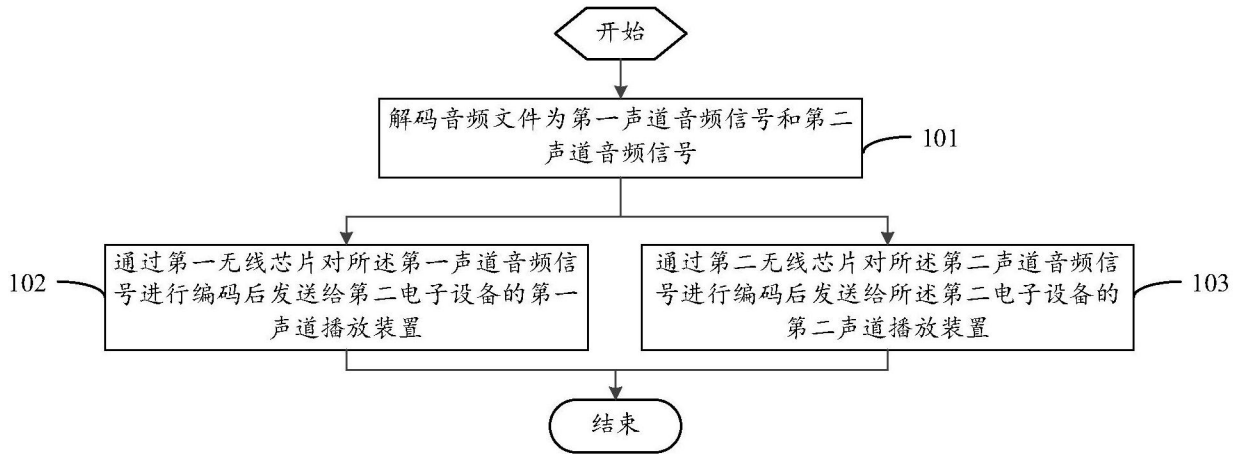 开始
解码音频文件为第一声道音频信号和第二
声道音频信号
101
通过第一无线芯片对所述第一声道音频信
号进行编码后发送给第二电子设备的第一
声道播放装置
102
通过第二无线芯片对所述第二声道音频信
号进行编码后发送给所述第二电子设备的
第二声道播放装置
103
结束